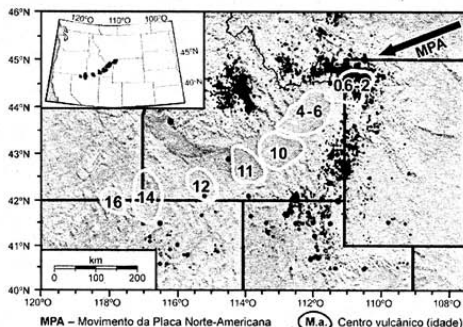 120°O 110°O 100°O
45°N
40°N
46°N
45°N
44°N
43°N
42°N
41°N
40°N
MPA
0.6-2
4-6
10
11
12
14
16
km
0 100 200
120°O 118°O 116°O 114°O 112°O 110°O 108°O
MPA – Movimento da Placa Norte-Americana
M.a. Centro vulcânico (idade)